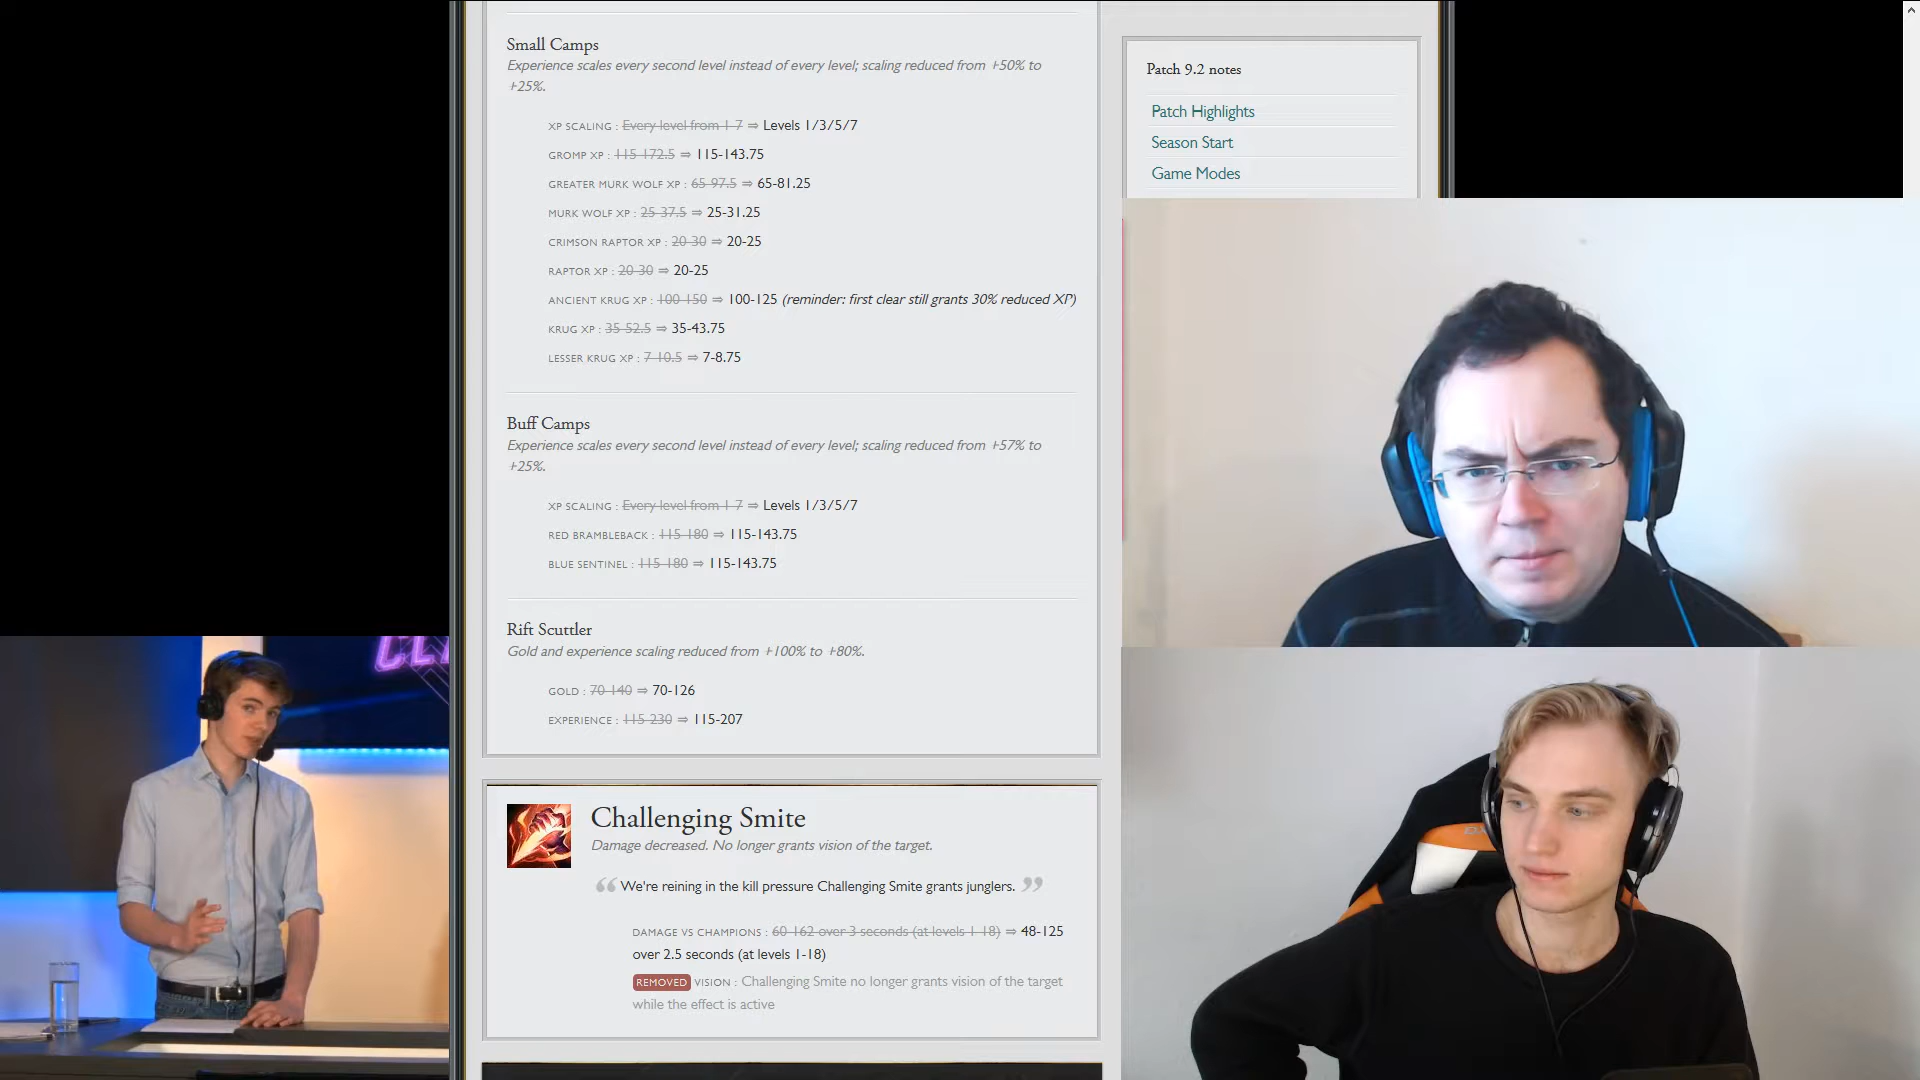 Small Camps
Experience scales every second level instead of every level; scaling reduced from +50% to
+25%.
XP SCALING : Every level from 1-7 ⇒ Levels 1/3/5/7
GROMP XP : 115-172.5 ⇒ 115-143.75
GREATER MURK WOLF XP : 65-97.5 ⇒ 65-81.25
MURK WOLF XP : 25-37.5 ⇒ 25-31.25
CRIMSON RAPTOR XP : 20-30 ⇒ 20-25
RAPTOR XP : 20-30 ⇒ 20-25
ANCIENT KRUG XP : 100-150 ⇒ 100-125 (reminder: first clear still grants 30% reduced XP)
KRUG XP : 35-52.5 ⇒ 35-43.75
LESSER KRUG XP : 7-10.5 ⇒ 7-8.75
Buff Camps
Experience scales every second level instead of every level; scaling reduced from +57% to
+25%.
XP SCALING : Every level from 1-7 ⇒ Levels 1/3/5/7
RED BRAMBLEBACK : 115-180 ⇒ 115-143.75
BLUE SENTINEL : 115-180 ⇒ 115-143.75
Rift Scuttler
Gold and experience scaling reduced from +100% to +80%.
GOLD : 70-140 ⇒ 70-126
EXPERIENCE : 115-230 ⇒ 115-207
Challenging Smite
Damage decreased. No longer grants vision of the target.
“ We're reining in the kill pressure Challenging Smite grants junglers. ”
DAMAGE VS CHAMPIONS : 60-162 over 3 seconds (at levels 1-18) ⇒ 48-125
over 2.5 seconds (at levels 1-18)
REMOVED VISION : Challenging Smite no longer grants vision of the target
while the effect is active
Patch 9.2 notes
Patch Highlights
Season Start
Game Modes